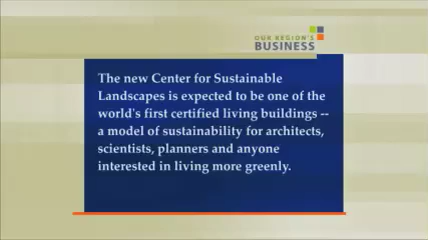 OUR REGION'S
BUSINESS
The new Center for Sustainable
Landscapes is expected to be one of the
world's first certified living buildings --
a model of sustainability for architects,
scientists, planners and anyone
interested in living more greenly.